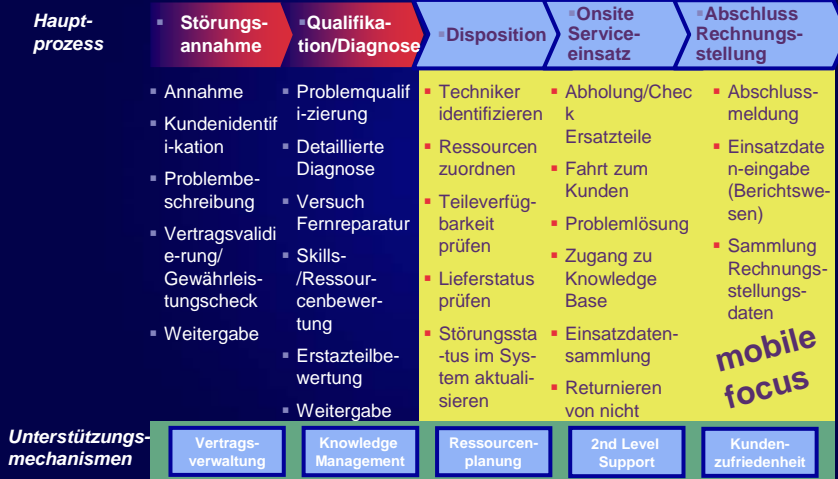 Haupt-
prozess
▪ Störungs-
annahme
▪Qualifika-
tion/Diagnose
▪Disposition
▪Onsite
Service-
einsatz
▪Abschluss
Rechnungs-
stellung
▪ Annahme
▪ Kundenidentif
i-kation
▪ Problembe-
schreibung
▪ Vertragsvalidi
e-rung/
Gewährleis-
tungscheck
▪ Weitergabe
▪ Problemqualif
i-zierung
▪ Detaillierte
Diagnose
▪ Versuch
Fernreparatur
▪ Skills-
/Ressour-
cenbewer-
tung
▪ Erstazteilbe-
wertung
▪ Weitergabe
▪ Techniker
identifizieren
▪ Ressourcen
zuordnen
▪ Teileverfüg-
barkeit
prüfen
▪ Lieferstatus
prüfen
▪ Störungssta
-tus im Sys-
tem aktuali-
sieren
▪ Abholung/Chec
k
Ersatzteile
▪ Fahrt zum
Kunden
▪ Problemlösung
▪ Zugang zu
Knowledge
Base
▪ Einsatzdaten-
sammlung
▪ Returnieren
von nicht
▪ Abschluss-
meldung
▪ Einsatzdate
n-eingabe
(Berichtswe-
sen)
▪ Sammlung
Rechnungs-
stellungs-
daten
mobile
focus
Unterstützungs-
mechanismen
Vertrags-
verwaltung
Knowledge
Management
Ressourcen-
planung
2nd Level
Support
Kunden-
zufriedenheit